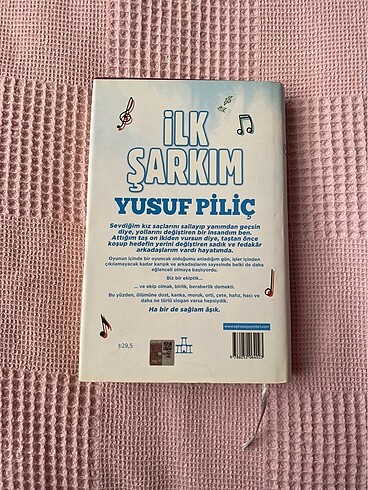 İLK
ŞARKIM
YUSUF PİLİÇ
Sevdiğim kız saçlarını sallayıp yanımdan geçsin
diye, yollarını değiştiren bir insandım ben.
Attığım taş on ikiden vursun diye, taştan önce
koşup hedefin yerini değiştiren sadık ve fedakâr
arkadaşlarım vardı hayatımda.
Oyunun içinde bir oyuncak olduğumu anladığım gün, işler içinden
çıkılamayacak kadar karışık ve arkadaşlarım sayesinde belki de daha
eğlenceli olmaya başlıyordu.
Biz bir ekiptik...
... ve ekip olmak, birlik, beraberlik demekti.
Bu yüzden, ölümüne dost, kanka, moruk, orti, çete, hafız, hacı ve
daha ne türlü slogan varsa hepsiydik.
Ha bir de sağlam âşık.
₺29,5